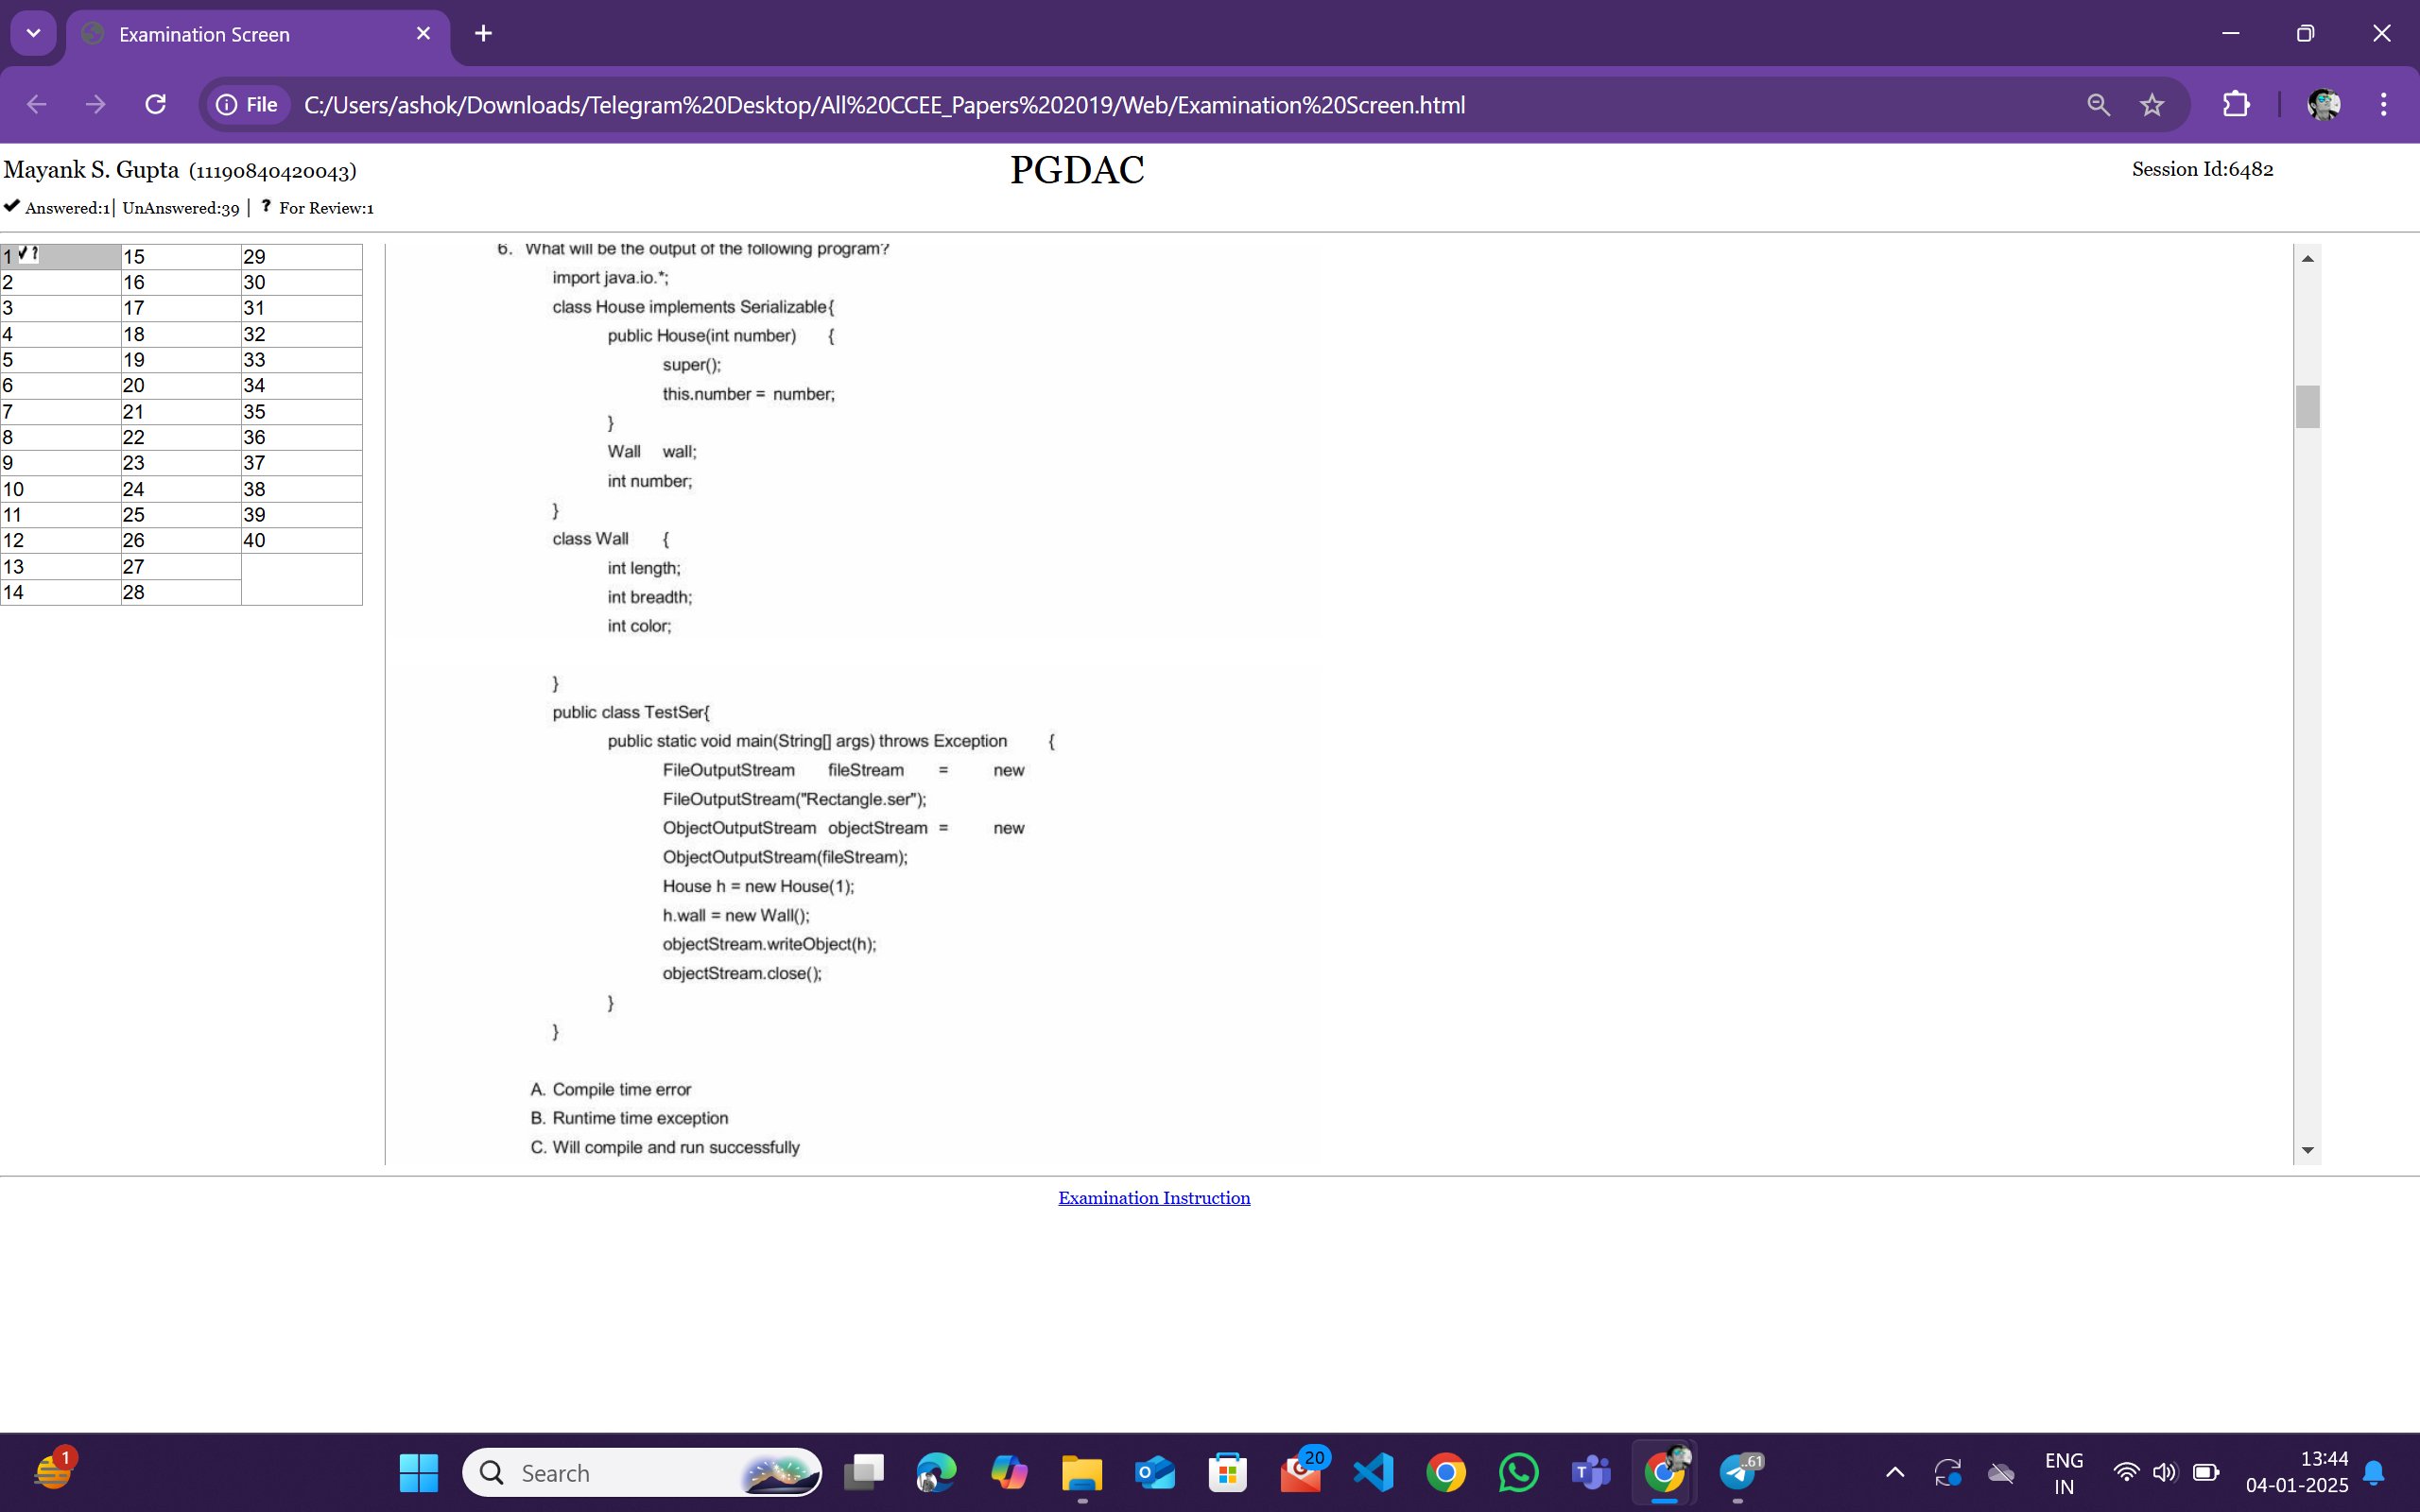 Examination Screen
File
C:/Users/ashok/Downloads/Telegram%20Desktop/All%20CCEE_Papers%202019/Web/Examination%20Screen.html
Mayank S. Gupta (11190840420043)
PGDAC
Session Id:6482
Answered:1| UnAnswered:39 | ? For Review:1
1 ? 15 29
2 16 30
3 17 31
4 18 32
5 19 33
6 20 34
7 21 35
8 22 36
9 23 37
10 24 38
11 25 39
12 26 40
13 27
14 28
6. What will be the output of the following program?
import java.io.*;
class House implements Serializable{
public House(int number) {
super();
this.number = number;
}
Wall wall;
int number;
}
class Wall {
int length;
int breadth;
int color;
}
public class TestSer{
public static void main(String[] args) throws Exception {
FileOutputStream fileStream = new
FileOutputStream("Rectangle.ser");
ObjectOutputStream objectStream = new
ObjectOutputStream(fileStream);
House h = new House(1);
h.wall = new Wall();
objectStream.writeObject(h);
objectStream.close();
}
}
A. Compile time error
B. Runtime time exception
C. Will compile and run successfully
Examination Instruction
1
Search
20
..61
ENG
IN
13:44
04-01-2025